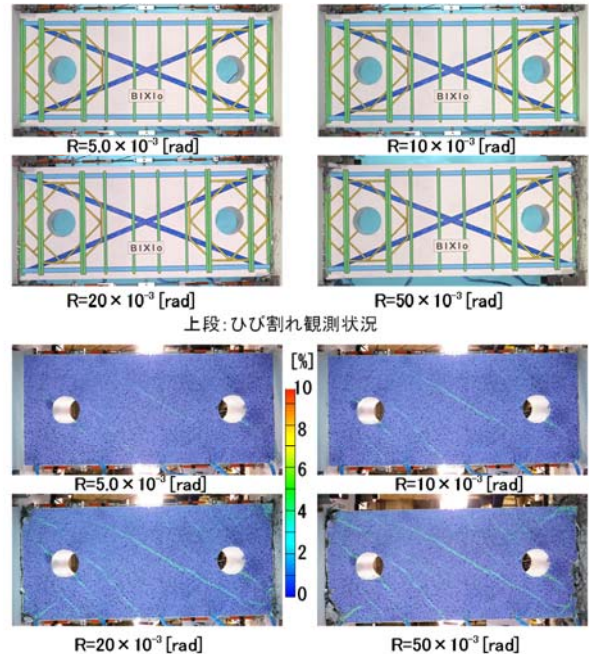 BIXIo BIXIo
R=5.0×10⁻³[rad] R=10×10⁻³[rad]
BIXIo BIXIo
R=20×10⁻³[rad] R=50×10⁻³[rad]
上段:ひび割れ観測状況
[%]
10
8
6
4
2
0
R=5.0×10⁻³[rad] R=10×10⁻³[rad]
R=20×10⁻³[rad] R=50×10⁻³[rad]